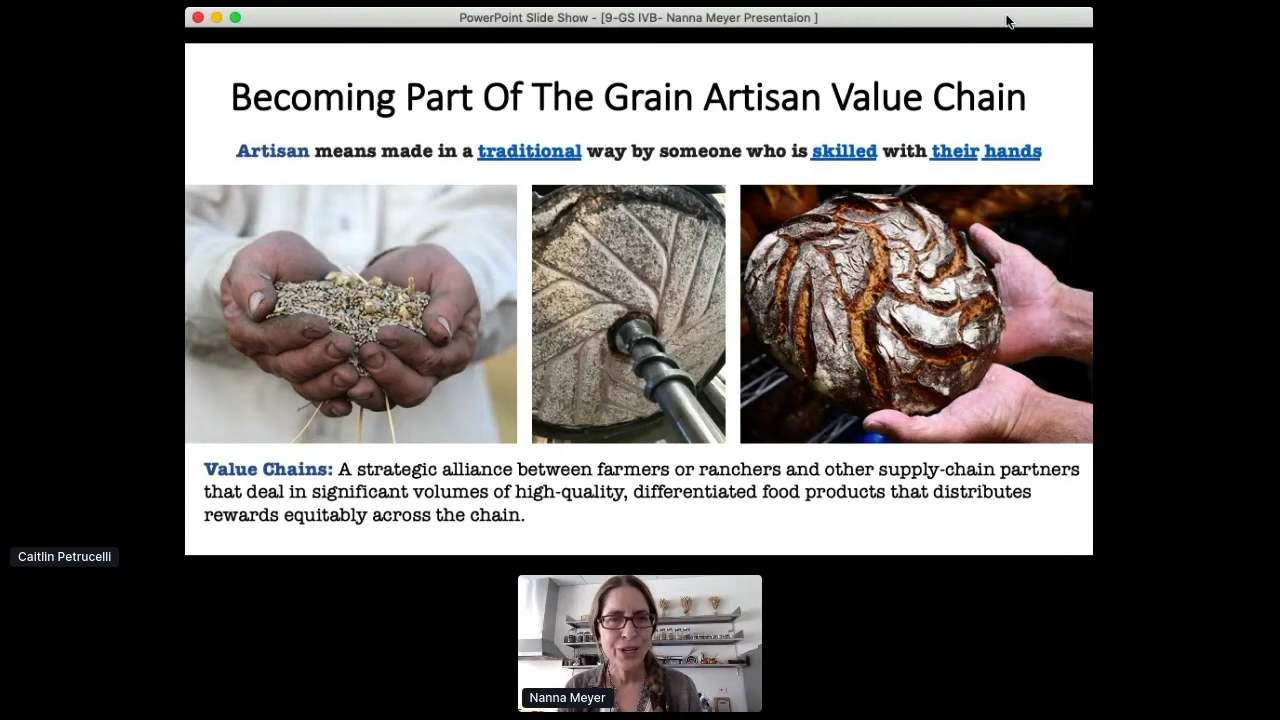 PowerPoint Slide Show - [9-GS IVB- Nanna Meyer Presentaion ]
Becoming Part Of The Grain Artisan Value Chain
Artisan means made in a traditional way by someone who is skilled with their hands
Value Chains: A strategic alliance between farmers or ranchers and other supply-chain partners
that deal in significant volumes of high-quality, differentiated food products that distributes
rewards equitably across the chain.
Caitlin Petrucelli
Nanna Meyer